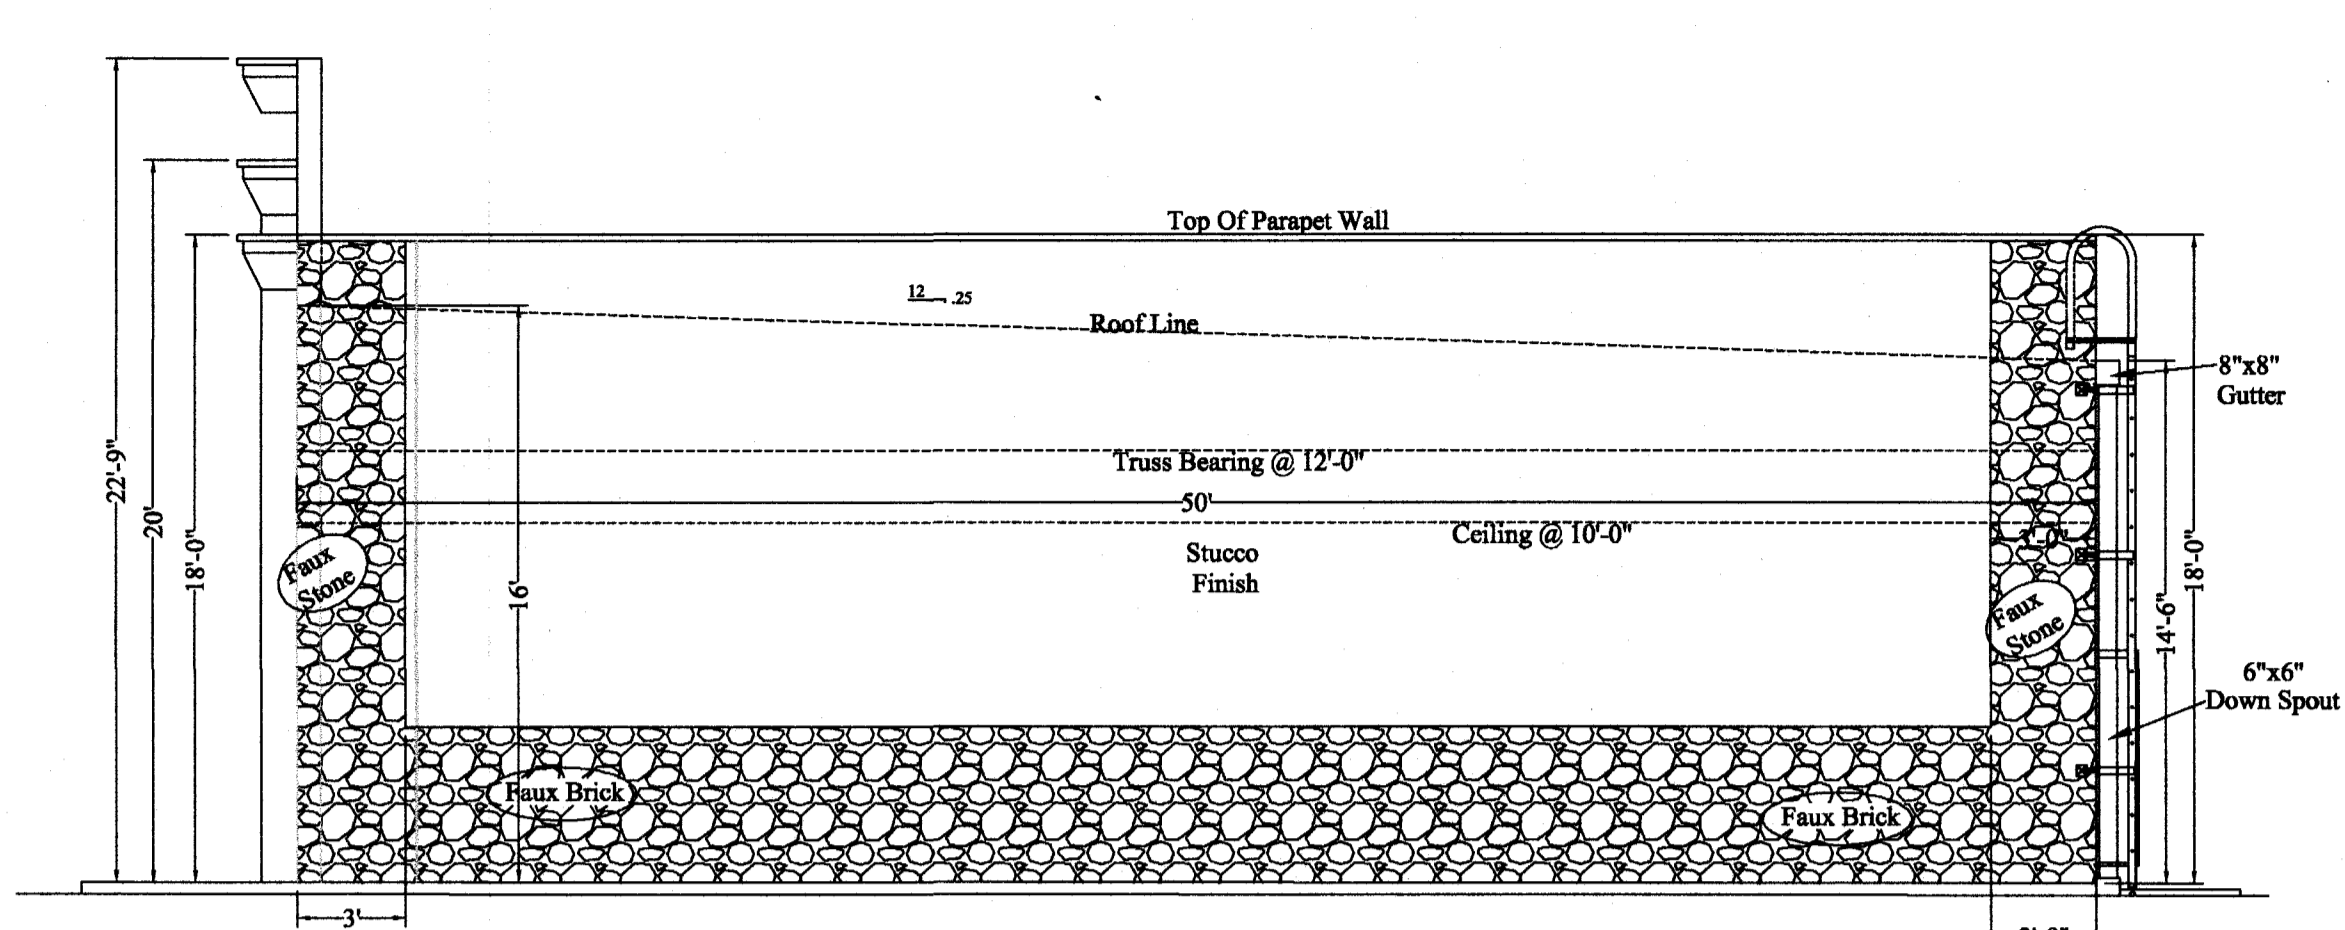 Top Of Parapet Wall
12 .25
Roof Line
8"x8"
Gutter
22'-9"
20'
18'-0"
16'
Truss Bearing @ 12'-0"
50'
Ceiling @ 10'-0"
Stucco
Finish
Faux
Stone
Faux
Stone
14'-6"
18'-0"
6"x6"
Down Spout
Faux Brick
Faux Brick
3'